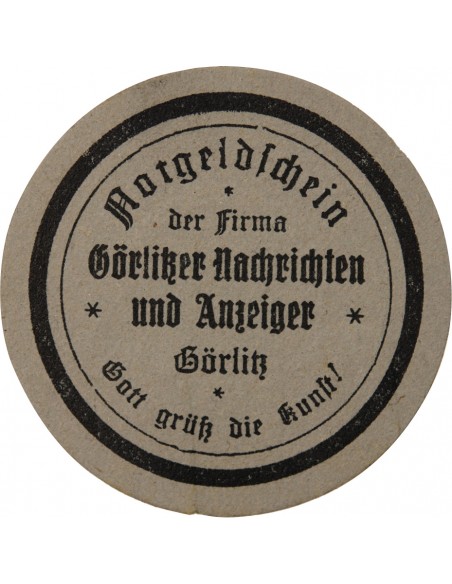 Notgeldschein
*
der Firma
Görlitzer Nachrichten
* und Anzeiger *
Görlitz
*
Gott grüß die Kunst!